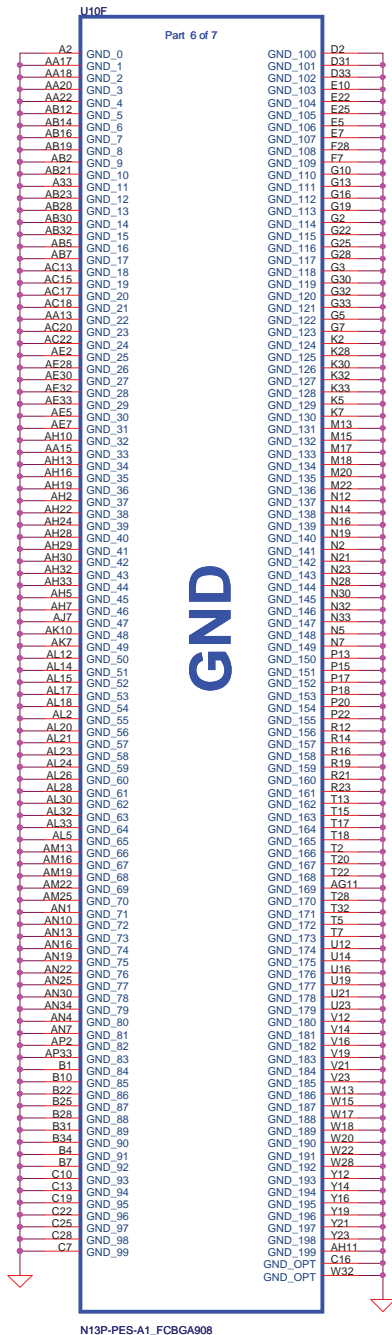 U10F
Part 6 of 7
A2 GND_0 GND_100 D2
AA17 GND_1 GND_101 D31
AA18 GND_2 GND_102 D33
AA20 GND_3 GND_103 E10
AA22 GND_4 GND_104 E22
AB12 GND_5 GND_105 E25
AB14 GND_6 GND_106 E5
AB16 GND_7 GND_107 E7
AB19 GND_8 GND_108 F28
AB2 GND_9 GND_109 F7
AB21 GND_10 GND_110 G10
A33 GND_11 GND_111 G13
AB23 GND_12 GND_112 G16
AB28 GND_13 GND_113 G19
AB30 GND_14 GND_114 G2
AB32 GND_15 GND_115 G22
AB5 GND_16 GND_116 G25
AB7 GND_17 GND_117 G28
AC13 GND_18 GND_118 G3
AC15 GND_19 GND_119 G30
AC17 GND_20 GND_120 G32
AC18 GND_21 GND_121 G33
AA13 GND_22 GND_122 G5
AC20 GND_23 GND_123 G7
AC22 GND_24 GND_124 K2
AE2 GND_25 GND_125 K28
AE28 GND_26 GND_126 K30
AE30 GND_27 GND_127 K32
AE32 GND_28 GND_128 K33
AE33 GND_29 GND_129 K5
AE5 GND_30 GND_130 K7
AE7 GND_31 GND_131 M13
AH10 GND_32 GND_132 M15
AA15 GND_33 GND_133 M17
AH13 GND_34 GND_134 M18
AH16 GND_35 GND_135 M20
AH19 GND_36 GND_136 M22
AH2 GND_37 GND_137 N12
AH22 GND_38 GND_138 N14
AH24 GND_39 GND_139 N16
AH28 GND_40 GND_140 N19
AH29 GND_41 GND_141 N2
AH30 GND_42 GND_142 N21
AH32 GND_43 GND_143 N23
AH33 GND_44 GND_144 N28
AH5 GND_45 GND_145 N30
AH7 GND_46 GND_146 N32
AJ7 GND_47 GND_147 N33
AK10 GND_48 GND_148 N5
AK7 GND_49 GND_149 N7
AL12 GND_50 GND_150 P13
AL14 GND_51 GND_151 P15
AL15 GND_52 GND_152 P17
AL17 GND_53 GND_153 P18
AL18 GND_54 GND_154 P20
AL2 GND_55 GND_155 P22
AL20 GND_56 GND_156 R12
AL21 GND_57 GND_157 R14
AL23 GND_58 GND_158 R16
AL24 GND_59 GND_159 R19
AL26 GND_60 GND_160 R21
AL28 GND_61 GND_161 R23
AL30 GND_62 GND_162 T13
AL32 GND_63 GND_163 T15
AL33 GND_64 GND_164 T17
AL5 GND_65 GND_165 T18
AM13 GND_66 GND_166 T2
AM16 GND_67 GND_167 T20
AM19 GND_68 GND_168 T22
AM22 GND_69 GND_169 AG11
AM25 GND_70 GND_170 T28
AN1 GND_71 GND_171 T32
AN10 GND_72 GND_172 T5
AN13 GND_73 GND_173 T7
AN16 GND_74 GND_174 U12
AN19 GND_75 GND_175 U14
AN22 GND_76 GND_176 U16
AN25 GND_77 GND_177 U19
AN30 GND_78 GND_178 U21
AN34 GND_79 GND_179 U23
AN4 GND_80 GND_180 V12
AN7 GND_81 GND_181 V14
AP2 GND_82 GND_182 V16
AP33 GND_83 GND_183 V19
B1 GND_84 GND_184 V21
B10 GND_85 GND_185 V23
B22 GND_86 GND_186 W13
B25 GND_87 GND_187 W15
B28 GND_88 GND_188 W17
B31 GND_89 GND_189 W18
B34 GND_90 GND_190 W20
B4 GND_91 GND_191 W22
B7 GND_92 GND_192 W28
C10 GND_93 GND_193 Y12
C13 GND_94 GND_194 Y14
C19 GND_95 GND_195 Y16
C22 GND_96 GND_196 Y19
C25 GND_97 GND_197 Y21
C28 GND_98 GND_198 Y23
C7 GND_99 GND_199 AH11
GND_OPT C16
GND_OPT W32
GND
N13P-PES-A1_FCBGA908